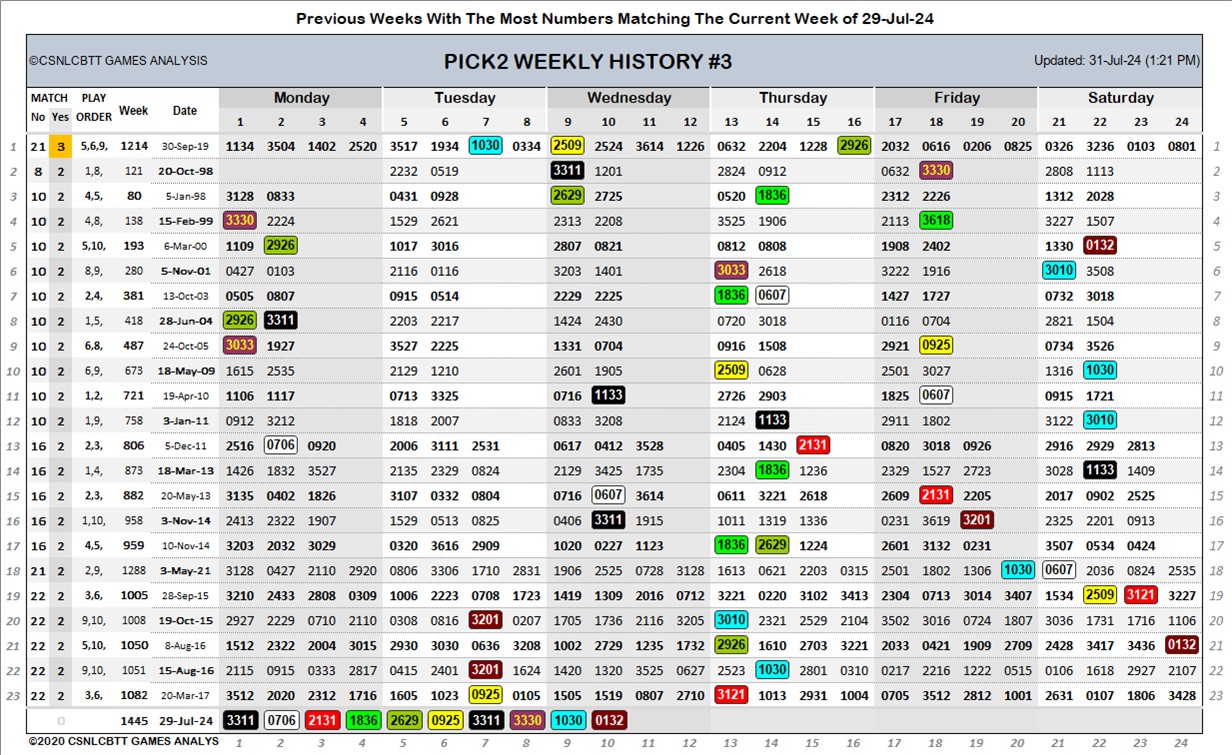 Previous Weeks With The Most Numbers Matching The Current Week of 29-Jul-24
©CSNLCBTT GAMES ANALYSIS PICK2 WEEKLY HISTORY #3 Updated: 31-Jul-24 (1:21 PM)
MATCH PLAY Week Date Monday Tuesday Wednesday Thursday Friday Saturday
No Yes ORDER 1 2 3 4 5 6 7 8 9 10 11 12 13 14 15 16 17 18 19 20 21 22 23 24
1 21 3 5,6,9, 1214 30-Sep-19 1134 3504 1402 2520 3517 1934 1030 0334 2509 2524 3614 1226 0632 2204 1228 2926 2032 0616 0206 0825 0326 3236 0103 0801 1
2 8 2 1,8, 121 20-Oct-98 2232 0519 3311 1201 2824 0912 0632 3330 2808 1113 2
3 10 2 4,5, 80 5-Jan-98 3128 0833 0431 0928 2629 2725 0520 1836 2312 2226 1312 2028 3
4 10 2 4,8, 138 15-Feb-99 3330 2224 1529 2621 2313 2208 3525 1906 2113 3618 3227 1507 4
5 10 2 5,10, 193 6-Mar-00 1109 2926 1017 3016 2807 0821 0812 0808 1908 2402 1330 0132 5
6 10 2 8,9, 280 5-Nov-01 0427 0103 2116 0116 3203 1401 3033 2618 3222 1916 3010 3508 6
7 10 2 2,4, 381 13-Oct-03 0505 0807 0915 0514 2229 2225 1836 0607 1427 1727 0732 3018 7
8 10 2 1,5, 418 28-Jun-04 2926 3311 2203 2217 1424 2430 0720 3018 0116 0704 2821 1504 8
9 10 2 6,8, 487 24-Oct-05 3033 1927 3527 2225 1331 0704 0916 1508 2921 0925 0734 3526 9
10 10 2 6,9, 673 18-May-09 1615 2535 2129 1210 2601 1905 2509 0628 2501 3027 1316 1030 10
11 10 2 1,2, 721 19-Apr-10 1106 1117 0713 3325 0716 1133 2726 2903 1825 0607 0915 1721 11
12 10 2 1,9, 758 3-Jan-11 0912 3212 1818 2007 0833 3208 2124 1133 2911 1802 3122 3010 12
13 16 2 2,3, 806 5-Dec-11 2516 0706 0920 2006 3111 2531 0617 0412 3528 0405 1430 2131 0820 3018 0926 2916 2929 2813 13
14 16 2 1,4, 873 18-Mar-13 1426 1832 3527 2135 2329 0824 2129 3425 1735 2304 1836 1236 2329 1527 2723 3028 1133 1409 14
15 16 2 2,3, 882 20-May-13 3135 0402 1826 3107 0332 0804 0716 0607 3614 0611 3221 2618 2609 2131 2205 2017 0902 2525 15
16 16 2 1,10, 958 3-Nov-14 2413 2322 1907 1529 0513 0825 0406 3311 1915 1011 1319 1336 0231 3619 3201 2325 2201 0913 16
17 16 2 4,5, 959 10-Nov-14 3203 2032 3029 0320 3616 2909 1020 0227 1123 1836 2629 1224 2601 3132 0231 3507 0534 0424 17
18 21 2 2,9, 1288 3-May-21 3128 0427 2110 2920 0806 3306 1710 2831 1906 2525 0728 3128 1613 0621 2203 0315 2501 1802 1306 1030 0607 2036 0824 2535 18
19 22 2 3,6, 1005 28-Sep-15 3210 2433 2808 0309 1006 2223 0708 1723 1419 1309 2016 0712 3221 0220 3102 3413 2304 0713 3014 3407 1534 2509 3121 3227 19
20 22 2 9,10, 1008 19-Oct-15 2927 2229 0710 2110 0308 0816 3201 0207 1705 1736 2116 3205 3010 2321 2529 2104 3502 3016 0724 1807 3036 1731 1716 1106 20
21 22 2 5,10, 1050 8-Aug-16 1512 2322 2004 3015 2930 3030 0636 3208 1002 2729 1235 1732 2926 1610 2703 3221 2033 0421 1909 2709 2428 3417 3436 0132 21
22 22 2 9,10, 1051 15-Aug-16 2115 0915 0333 2817 0415 2401 3201 1624 1420 1320 3525 0627 2523 1030 2801 0310 0217 2916 1222 0515 0106 1618 2927 2107 22
23 22 2 3,6, 1082 20-Mar-17 3512 2020 2312 1716 1605 1023 0925 0105 1505 1519 0807 2710 3121 1013 2931 1004 0705 3512 2812 1001 2631 0107 1806 3428 23
0 1445 29-Jul-24 3311 0706 2131 1836 2629 0925 3311 3330 1030 0132
©2020 CSNLCBTT GAMES ANALYS 1 2 3 4 5 6 7 8 9 10 11 12 13 14 15 16 17 18 19 20 21 22 23 24